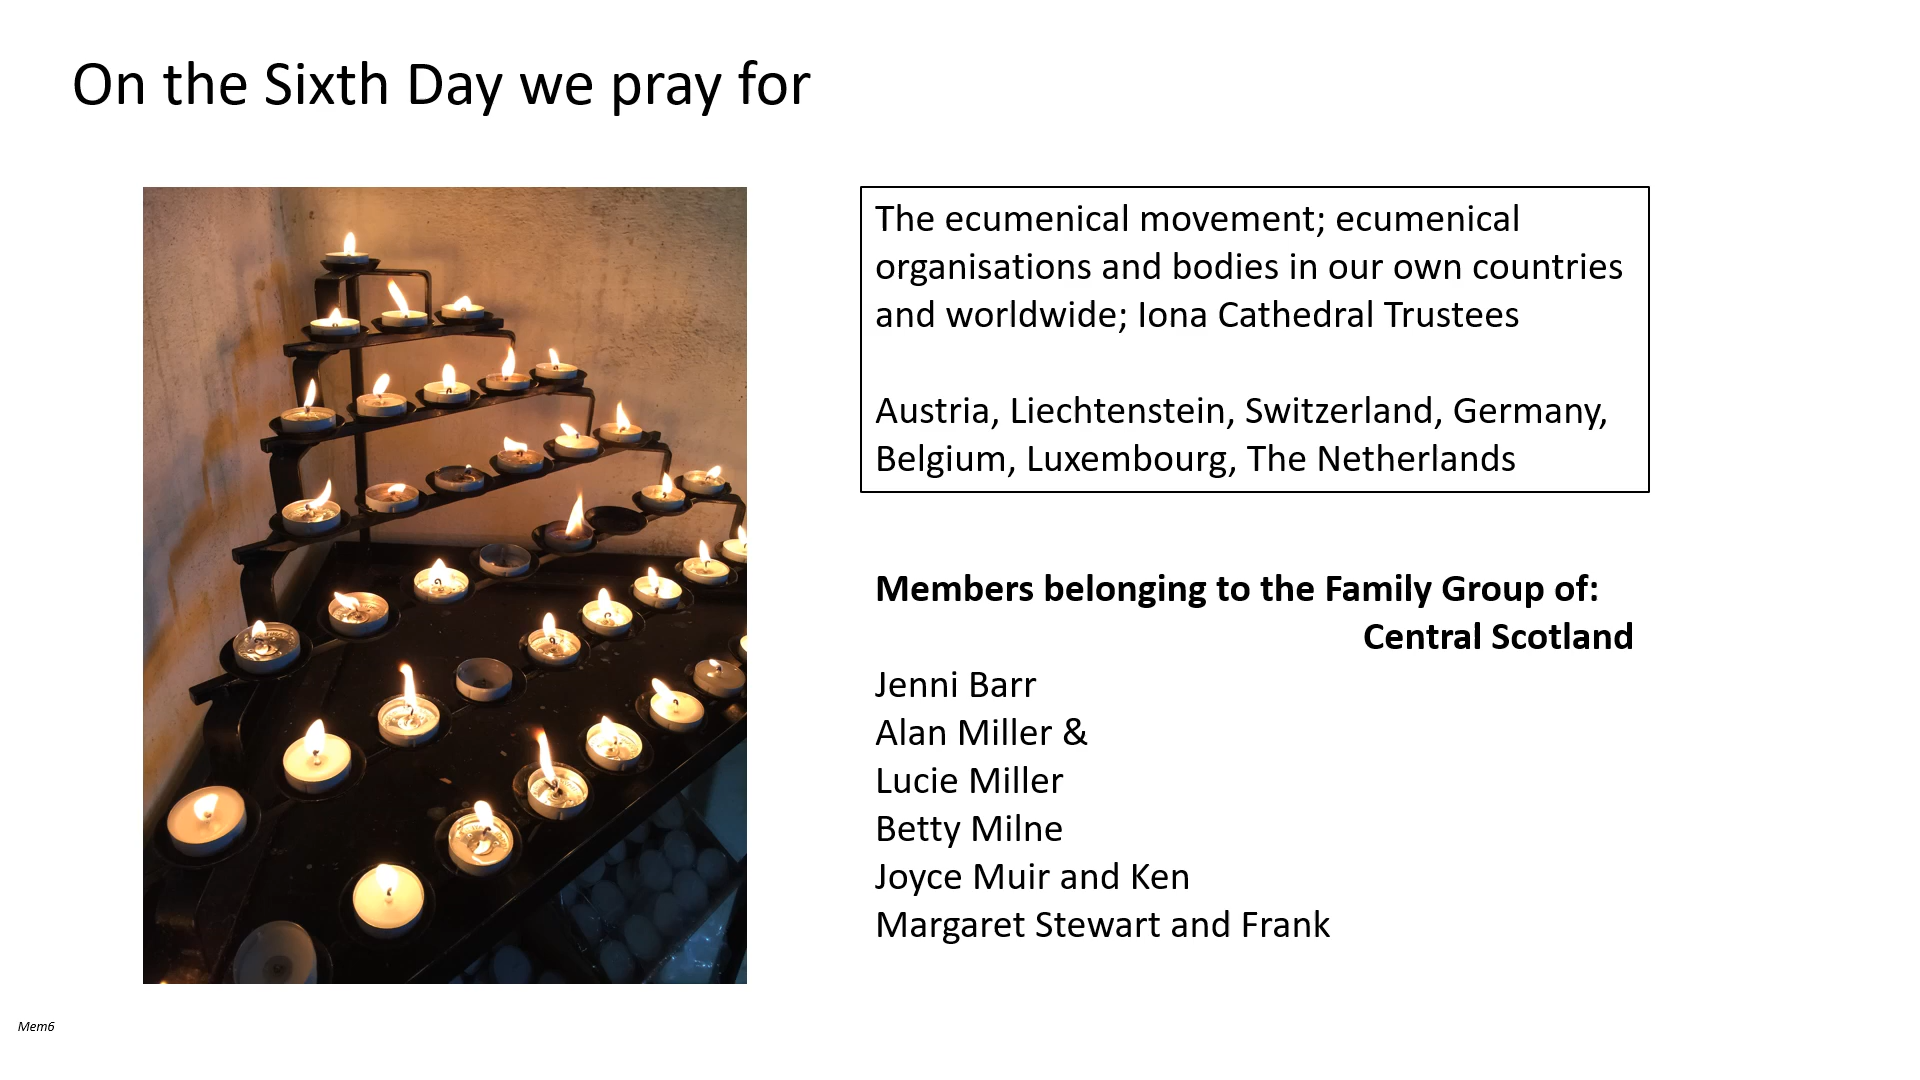 On the Sixth Day we pray for
The ecumenical movement; ecumenical
organisations and bodies in our own countries
and worldwide; Iona Cathedral Trustees
Austria, Liechtenstein, Switzerland, Germany,
Belgium, Luxembourg, The Netherlands
Members belonging to the Family Group of:
Central Scotland
Jenni Barr
Alan Miller &
Lucie Miller
Betty Milne
Joyce Muir and Ken
Margaret Stewart and Frank
Mem6